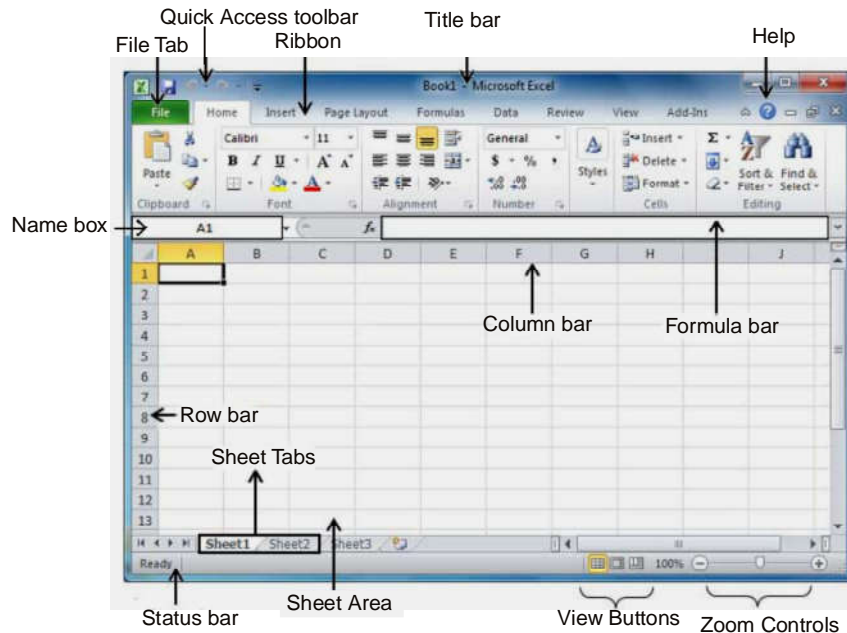 Quick Access toolbar
Title bar
File Tab
Ribbon
Help
Book1 - Microsoft Excel
File Home Insert Page Layout Formulas Data Review View Add-Ins
Calibri 11 General Insert Σ
Paste B I U A A $ % , Styles Delete Sort & Filter Find & Select
Format
Clipboard Font Alignment Number Cells Editing
Name box
A1 fx
A B C D E F G H J
1
2
3
4
Column bar
Formula bar
5
6
7
8
Row bar
9
10
Sheet Tabs
11
12
13
Sheet1 Sheet2 Sheet3
Ready 100%
Status bar
Sheet Area
View Buttons
Zoom Controls